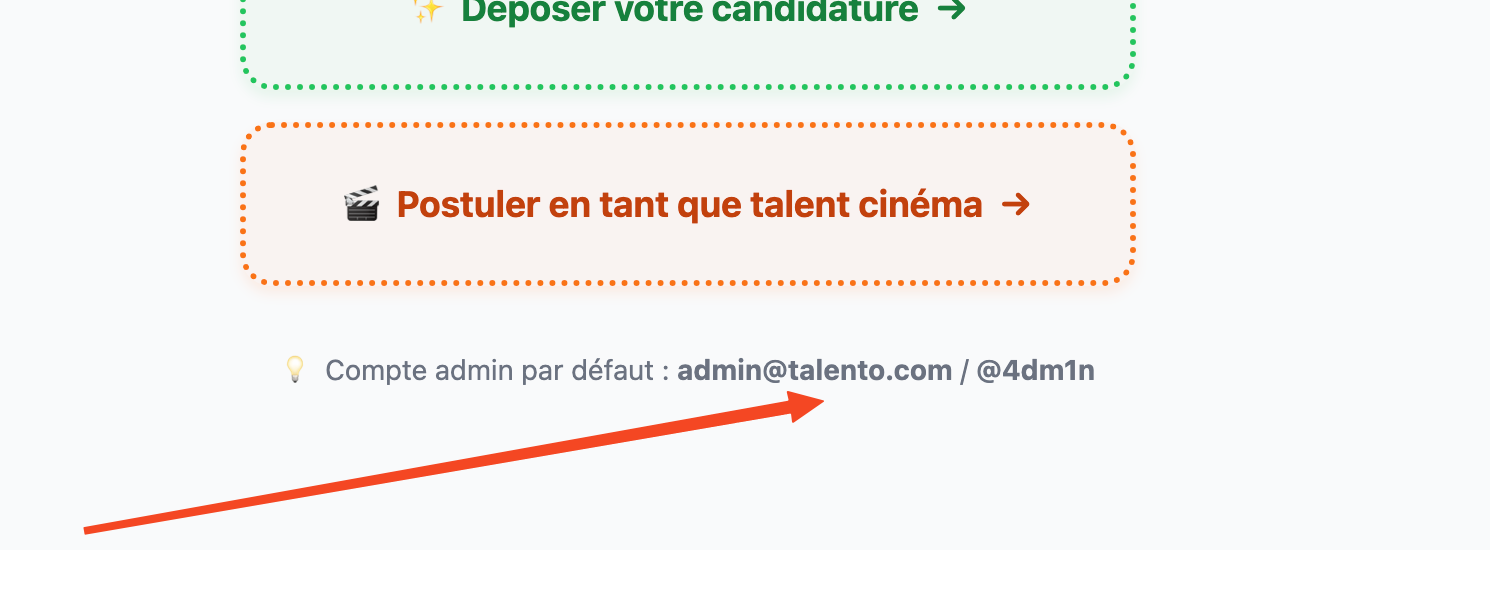 ✨ Déposer votre candidature →
🎬 Postuler en tant que talent cinéma →
💡 Compte admin par défaut : admin@talento.com / @4dm1n